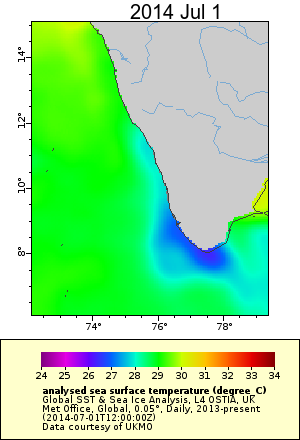 2014 Jul 1
14°
12°
10°
8°
74° 76° 78°
24 25 26 27 28 29 30 31 32 33 34
analysed sea surface temperature (degree_C)
Global SST & Sea Ice Analysis, L4 OSTIA, UK
Met Office, Global, 0.05°, Daily, 2013-present
(2014-07-01T12:00:00Z)
Data courtesy of UKMO